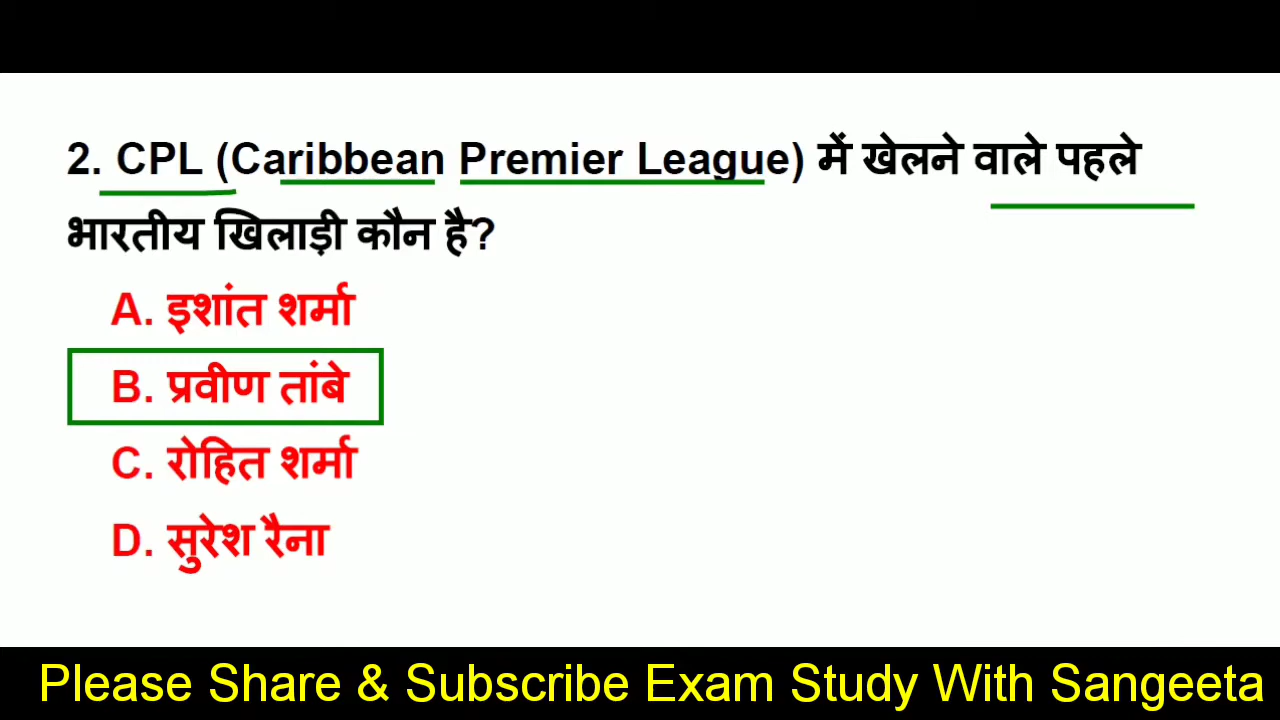 2. CPL (Caribbean Premier League) में खेलने वाले पहले
भारतीय खिलाड़ी कौन है?
A. इशांत शर्मा
B. प्रवीण तांबे
C. रोहित शर्मा
D. सुरेश रैना
Please Share & Subscribe Exam Study With Sangeeta